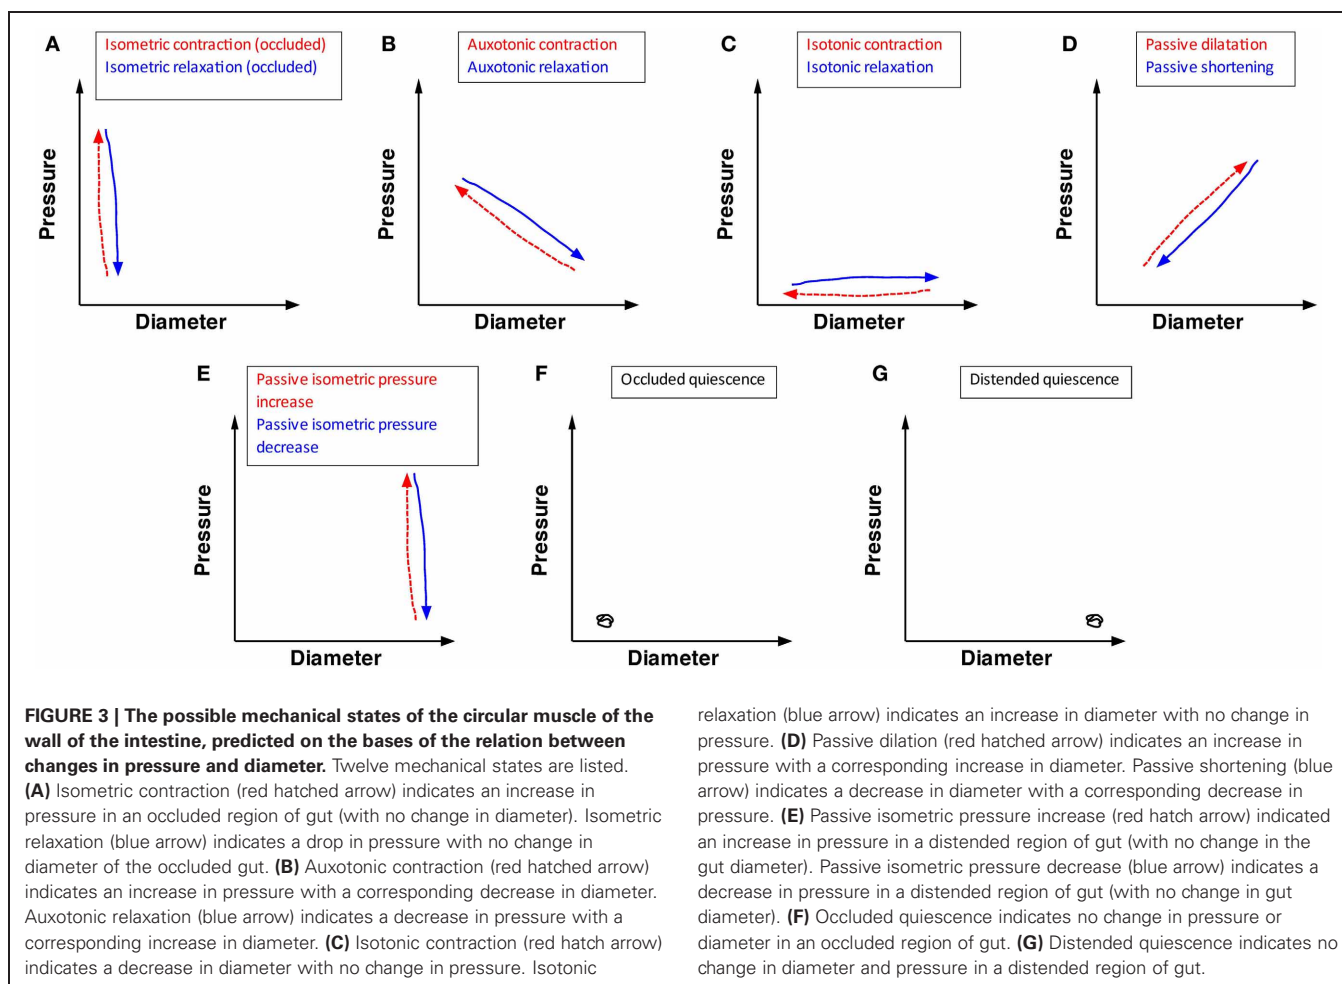 A
Isometric contraction (occluded)
Isometric relaxation (occluded)
Pressure
Diameter
B
Auxotonic contraction
Auxotonic relaxation
Pressure
Diameter
C
Isotonic contraction
Isotonic relaxation
Pressure
Diameter
D
Passive dilatation
Passive shortening
Pressure
Diameter
E
Passive isometric pressure
increase
Passive isometric pressure
decrease
Pressure
Diameter
F
Occluded quiescence
Pressure
Diameter
G
Distended quiescence
Pressure
Diameter
FIGURE 3 | The possible mechanical states of the circular muscle of the
wall of the intestine, predicted on the bases of the relation between
changes in pressure and diameter. Twelve mechanical states are listed.
(A) Isometric contraction (red hatched arrow) indicates an increase in
pressure in an occluded region of gut (with no change in diameter). Isometric
relaxation (blue arrow) indicates a drop in pressure with no change in
diameter of the occluded gut. (B) Auxotonic contraction (red hatched arrow)
indicates an increase in pressure with a corresponding decrease in diameter.
Auxotonic relaxation (blue arrow) indicates a decrease in pressure with a
corresponding increase in diameter. (C) Isotonic contraction (red hatch arrow)
indicates a decrease in diameter with no change in pressure. Isotonic
relaxation (blue arrow) indicates an increase in diameter with no change in
pressure. (D) Passive dilation (red hatched arrow) indicates an increase in
pressure with a corresponding increase in diameter. Passive shortening (blue
arrow) indicates a decrease in diameter with a corresponding decrease in
pressure. (E) Passive isometric pressure increase (red hatch arrow) indicated
an increase in pressure in a distended region of gut (with no change in the
gut diameter). Passive isometric pressure decrease (blue arrow) indicates a
decrease in pressure in a distended region of gut (with no change in gut
diameter). (F) Occluded quiescence indicates no change in pressure or
diameter in an occluded region of gut. (G) Distended quiescence indicates no
change in diameter and pressure in a distended region of gut.